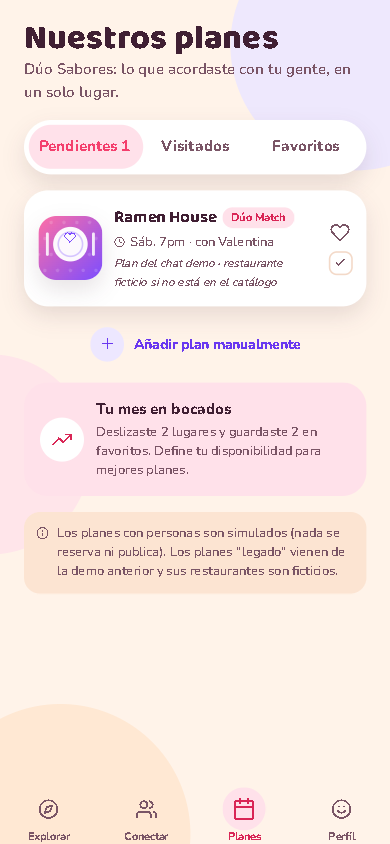 Nuestros planes
Dúo Sabores: lo que acordaste con tu gente, en
un solo lugar.
Pendientes 1 Visitados Favoritos
Ramen House Dúo Match
Sáb. 7pm · con Valentina
Plan del chat demo · restaurante
ficticio si no está en el catálogo
Añadir plan manualmente
Tu mes en bocados
Deslizaste 2 lugares y guardaste 2 en
favoritos. Define tu disponibilidad para
mejores planes.
Los planes con personas son simulados (nada se
reserva ni publica). Los planes "legado" vienen de
la demo anterior y sus restaurantes son ficticios.
Explorar Conectar Planes Perfil